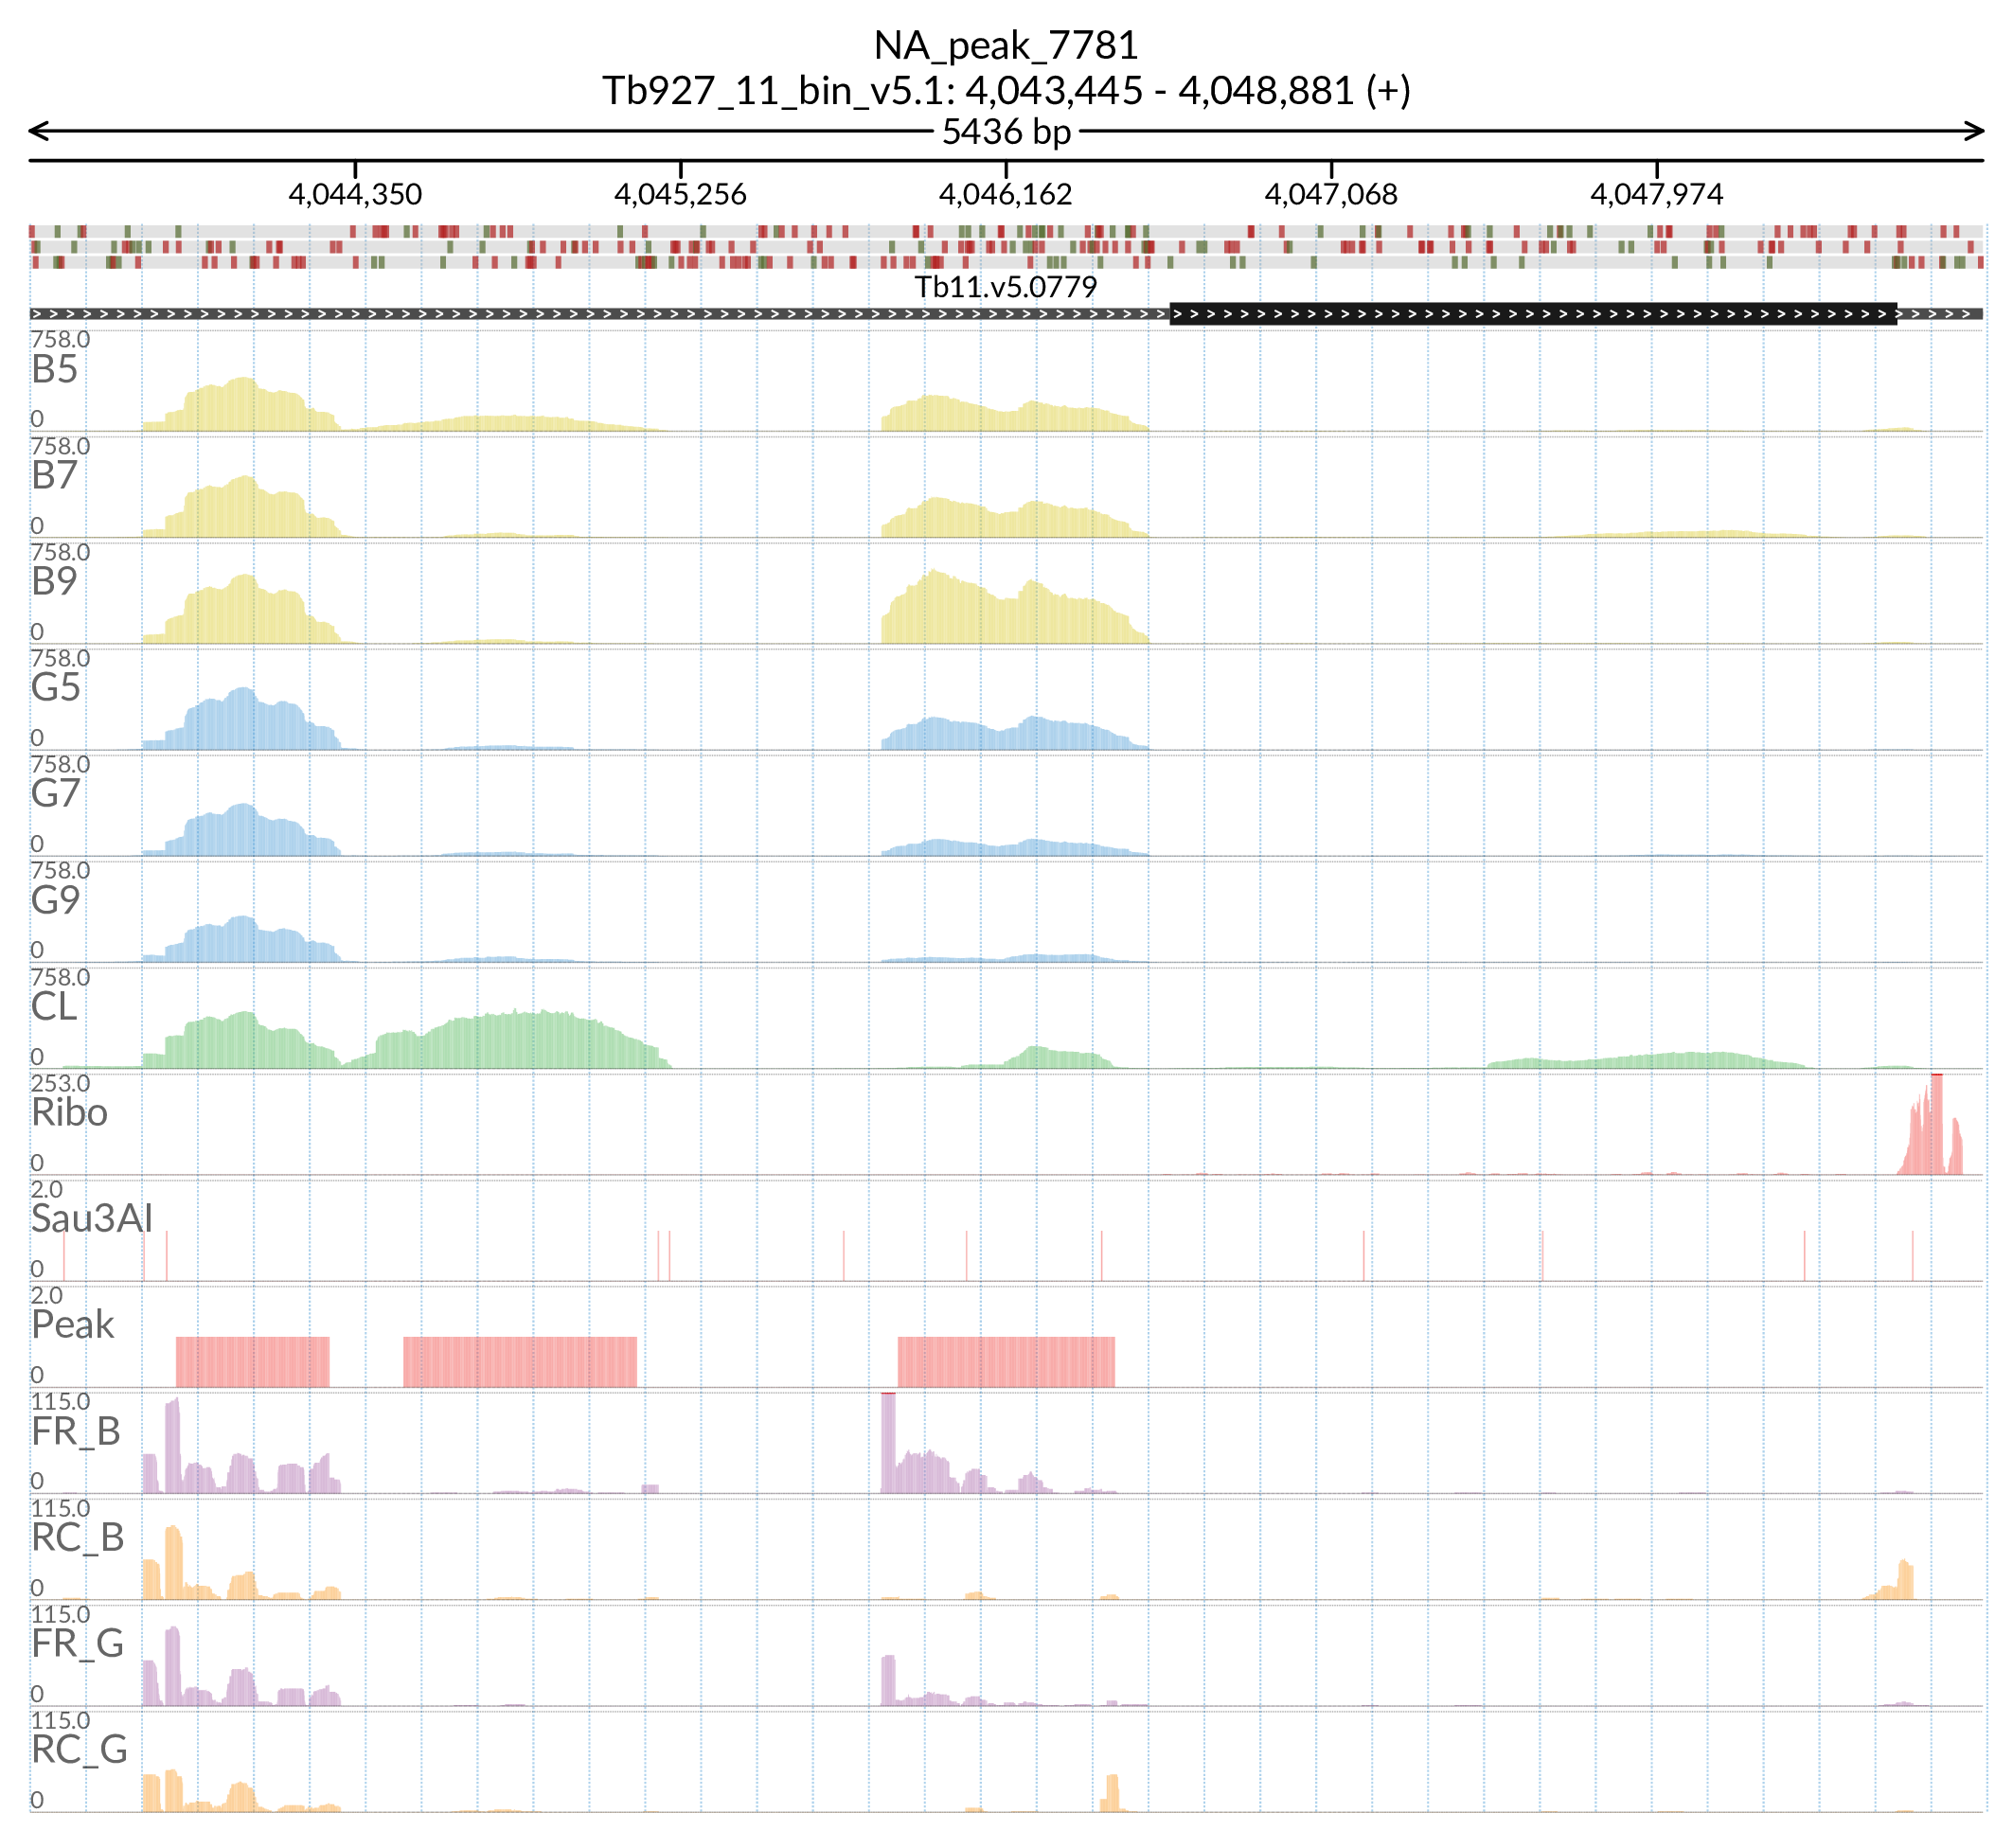 NA_peak_7781
Tb927_11_bin_v5.1: 4,043,445 - 4,048,881 (+)
5436 bp
4,044,350 4,045,256 4,046,162 4,047,068 4,047,974
Tb11.v5.0779
758.0
B5
0
758.0
B7
0
758.0
B9
0
758.0
G5
0
758.0
G7
0
758.0
G9
0
758.0
CL
0
253.0
Ribo
0
2.0
Sau3AI
0
2.0
Peak
0
115.0
FR_B
0
115.0
RC_B
0
115.0
FR_G
0
115.0
RC_G
0